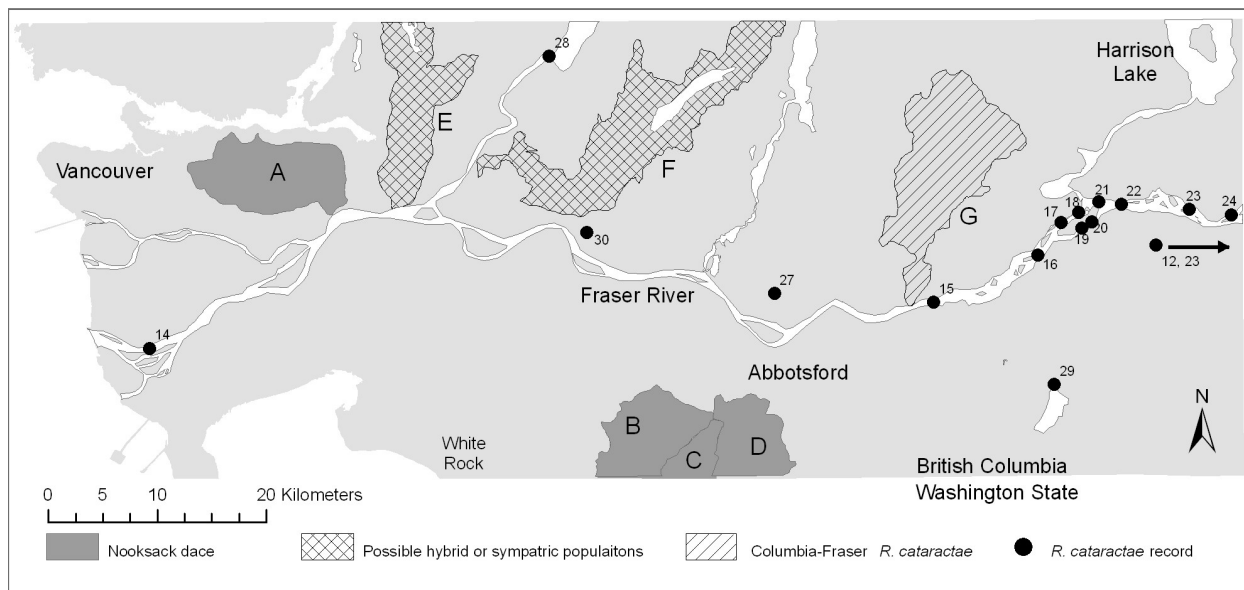 28
Harrison
Lake
E
Vancouver
A
F
G
21
22
23
24
18
17
20
19
30
12, 23
16
27
Fraser River
15
14
Abbotsford
29
N
B
D
C
White
Rock
British Columbia
Washington State
0 5 10 20 Kilometers
Nooksack dace
Possible hybrid or sympatric populaitons
Columbia-Fraser R. cataractae
R. cataractae record